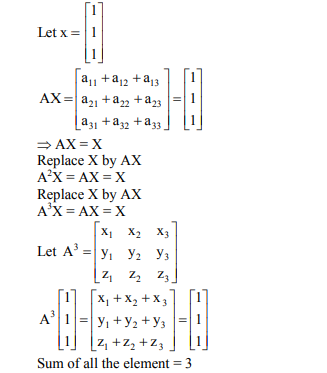 Let x = [1 1 1]
AX = [a₁₁ + a₁₂ + a₁₃ a₂₁ + a₂₂ + a₂₃ a₃₁ + a₃₂ + a₃₃] = [1 1 1]
⇒ AX = X
Replace X by AX
A²X = AX = X
Replace X by AX
A³X = AX = X
Let A³ = [x₁ x₂ x₃ y₁ y₂ y₃ z₁ z₂ z₃]
A³ [1 1 1] = [x₁ + x₂ + x₃ y₁ + y₂ + y₃ z₁ + z₂ + z₃] = [1 1 1]
Sum of all the element = 3